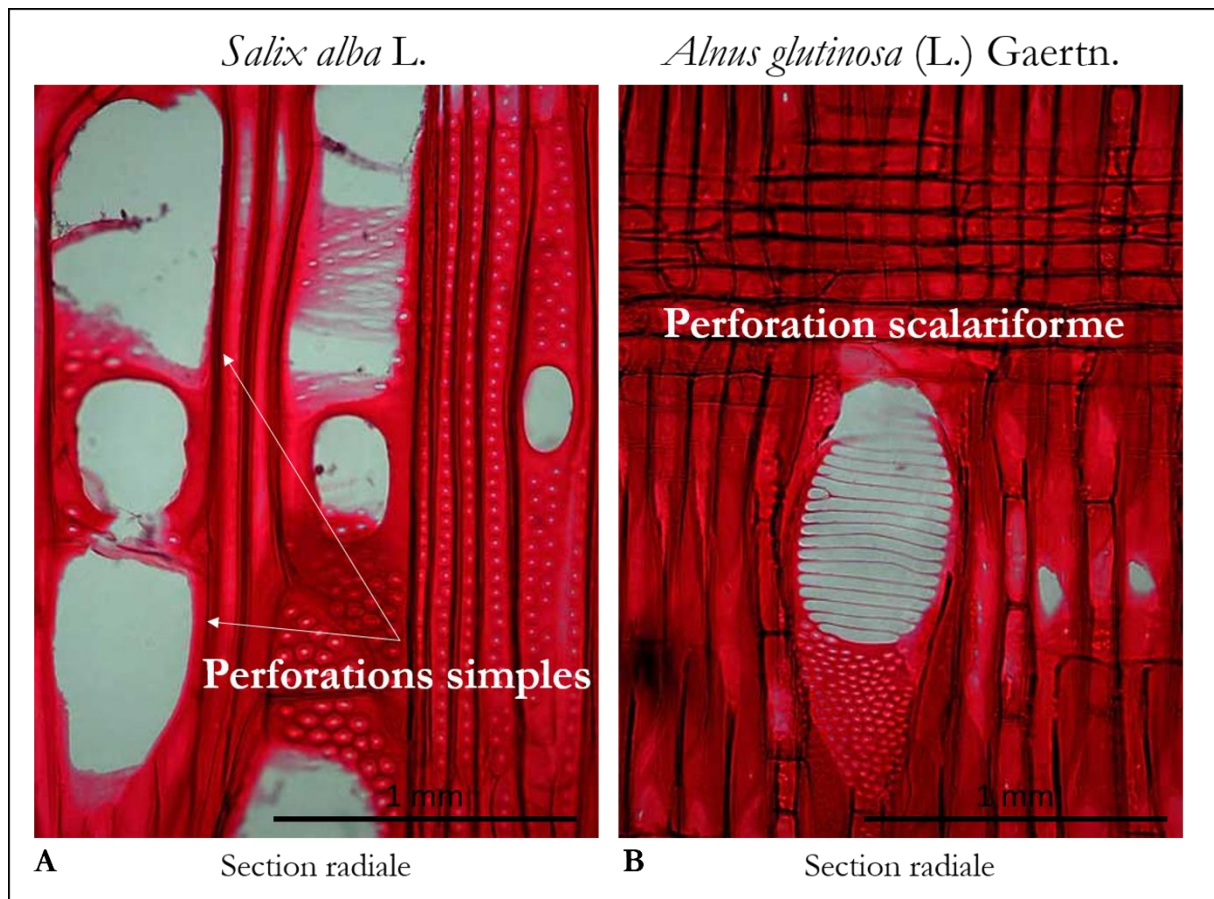 Salix alba L.
Alnus glutinosa (L.) Gaertn.
Perforations simples
1 mm
Perforation scalariforme
1 mm
A
Section radiale
B
Section radiale